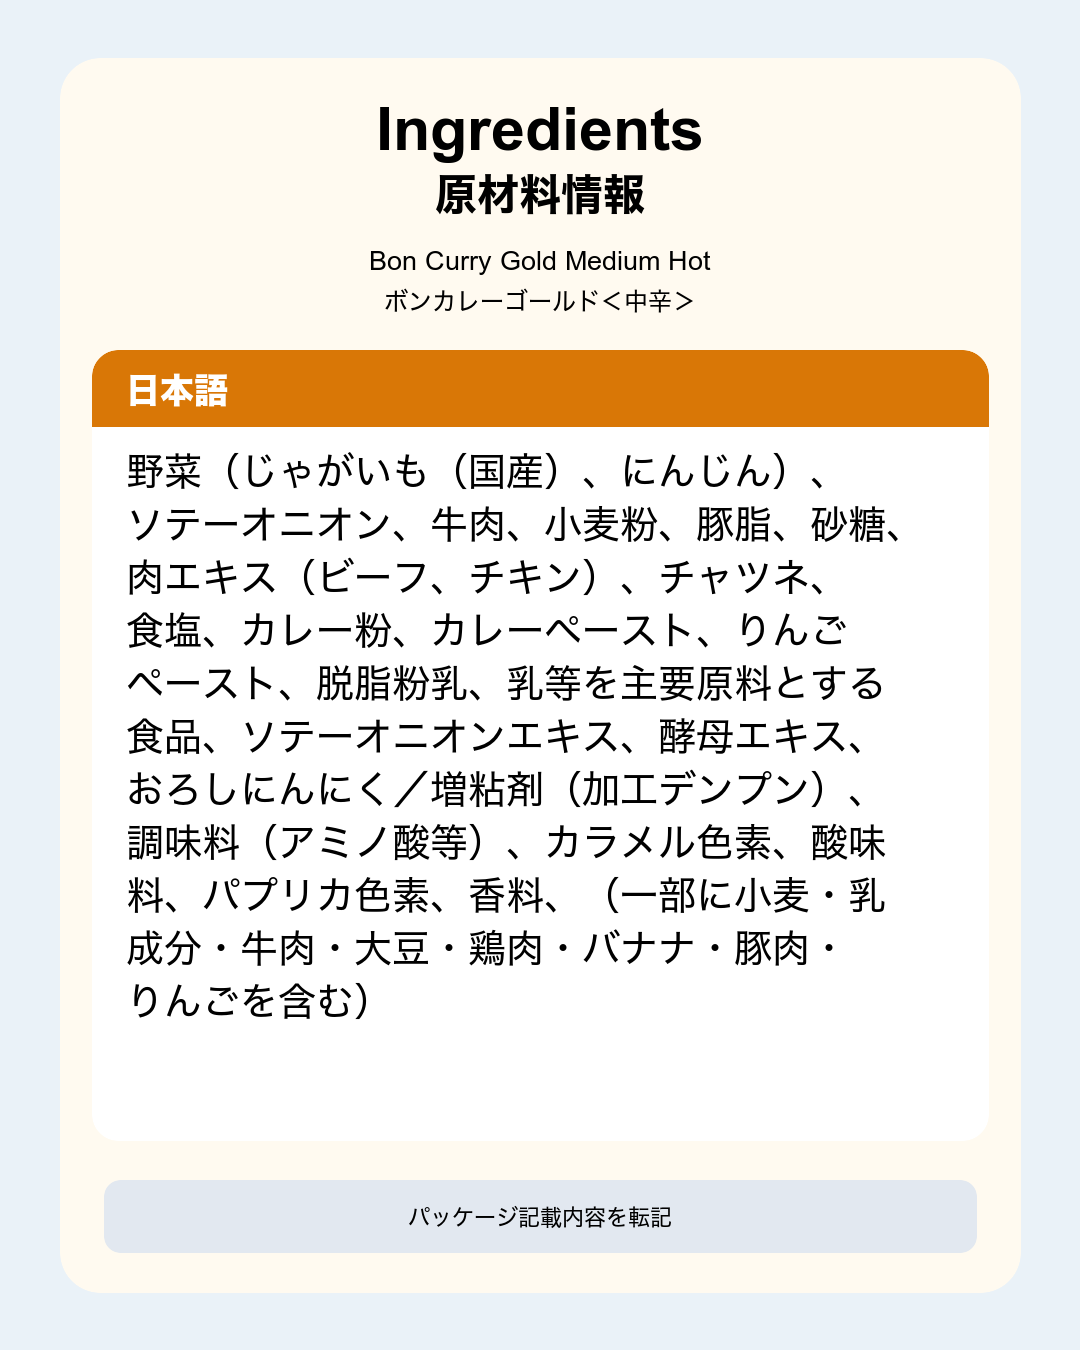 Ingredients
原材料情報
Bon Curry Gold Medium Hot
ボンカレーゴールド＜中辛＞
日本語
野菜（じゃがいも（国産）、にんじん）、
ソテーオニオン、牛肉、小麦粉、豚脂、砂糖、
肉エキス（ビーフ、チキン）、チャツネ、
食塩、カレー粉、カレーペースト、りんご
ペースト、脱脂粉乳、乳等を主要原料とする
食品、ソテーオニオンエキス、酵母エキス、
おろしにんにく／増粘剤（加工デンプン）、
調味料（アミノ酸等）、カラメル色素、酸味
料、パプリカ色素、香料、（一部に小麦・乳
成分・牛肉・大豆・鶏肉・バナナ・豚肉・
りんごを含む）
パッケージ記載内容を転記